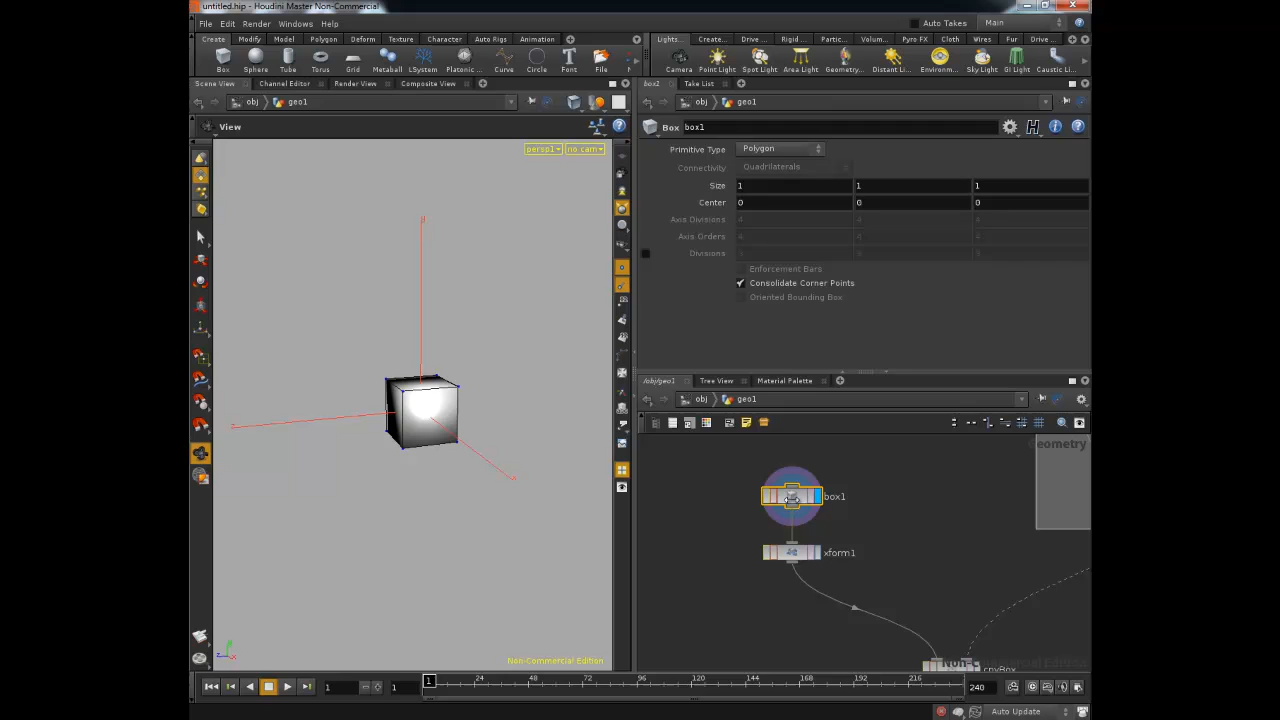 untitled.hip - Houdini Master Non-Commercial
File Edit Render Windows Help
Auto Takes Main
Create Modify Model Polygon Deform Texture Character Auto Rigs Animation
Lights... Create... Drive ... Rigid ... Partic... Volum... Pyro FX Cloth Wires Fur Drive ...
Box Sphere Tube Torus Grid Metaball LSystem Platonic ... Curve Circle Font File
Camera Point Light Spot Light Area Light Geometry... Distant Li... Environm... Sky Light GI Light Caustic Li...
Scene View Channel Editor Render View Composite View
box1 Take List
obj geo1
obj geo1
View
Box box1
persp1 no cam
Primitive Type Polygon
Connectivity Quadrilaterals
Size 1 1 1
Center 0 0 0
Axis Divisions 4 4 4
Axis Orders 4 4 4
Divisions
Enforcement Bars
Consolidate Corner Points
Oriented Bounding Box
/obj/geo1 Tree View Material Palette
obj geo1
box1
xform1
Non-Commercial Edition
1 1 1 24 48 72 96 120 144 168 192 216 240
Auto Update